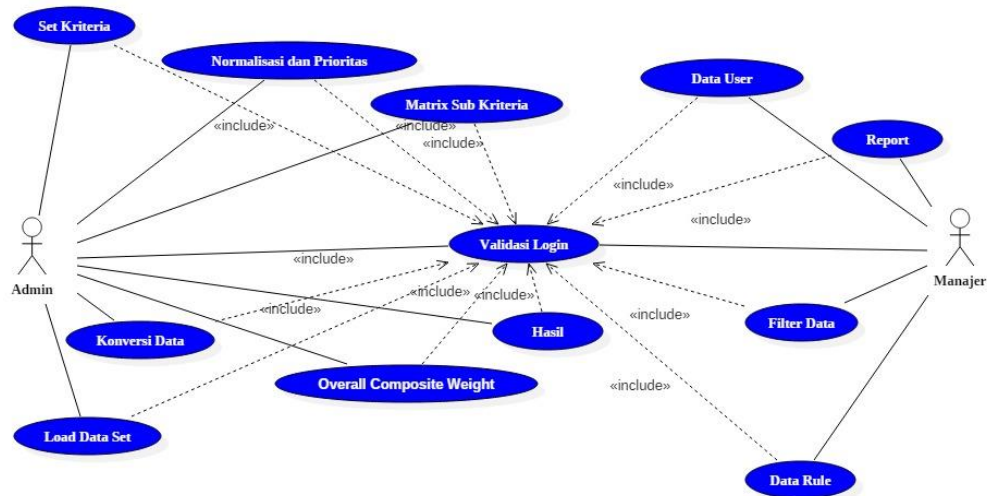 Set Kriteria
Normalisasi dan Prioritas
Data User
Matrix Sub Kriteria
«include»
«include»
«include»
Report
«include»
«include»
Validasi Login
«include»
Admin
Manajer
«include»
«include»
«include»
«include»
Konversi Data
Hasil
Filter Data
Overall Composite Weight
«include»
Load Data Set
Data Rule